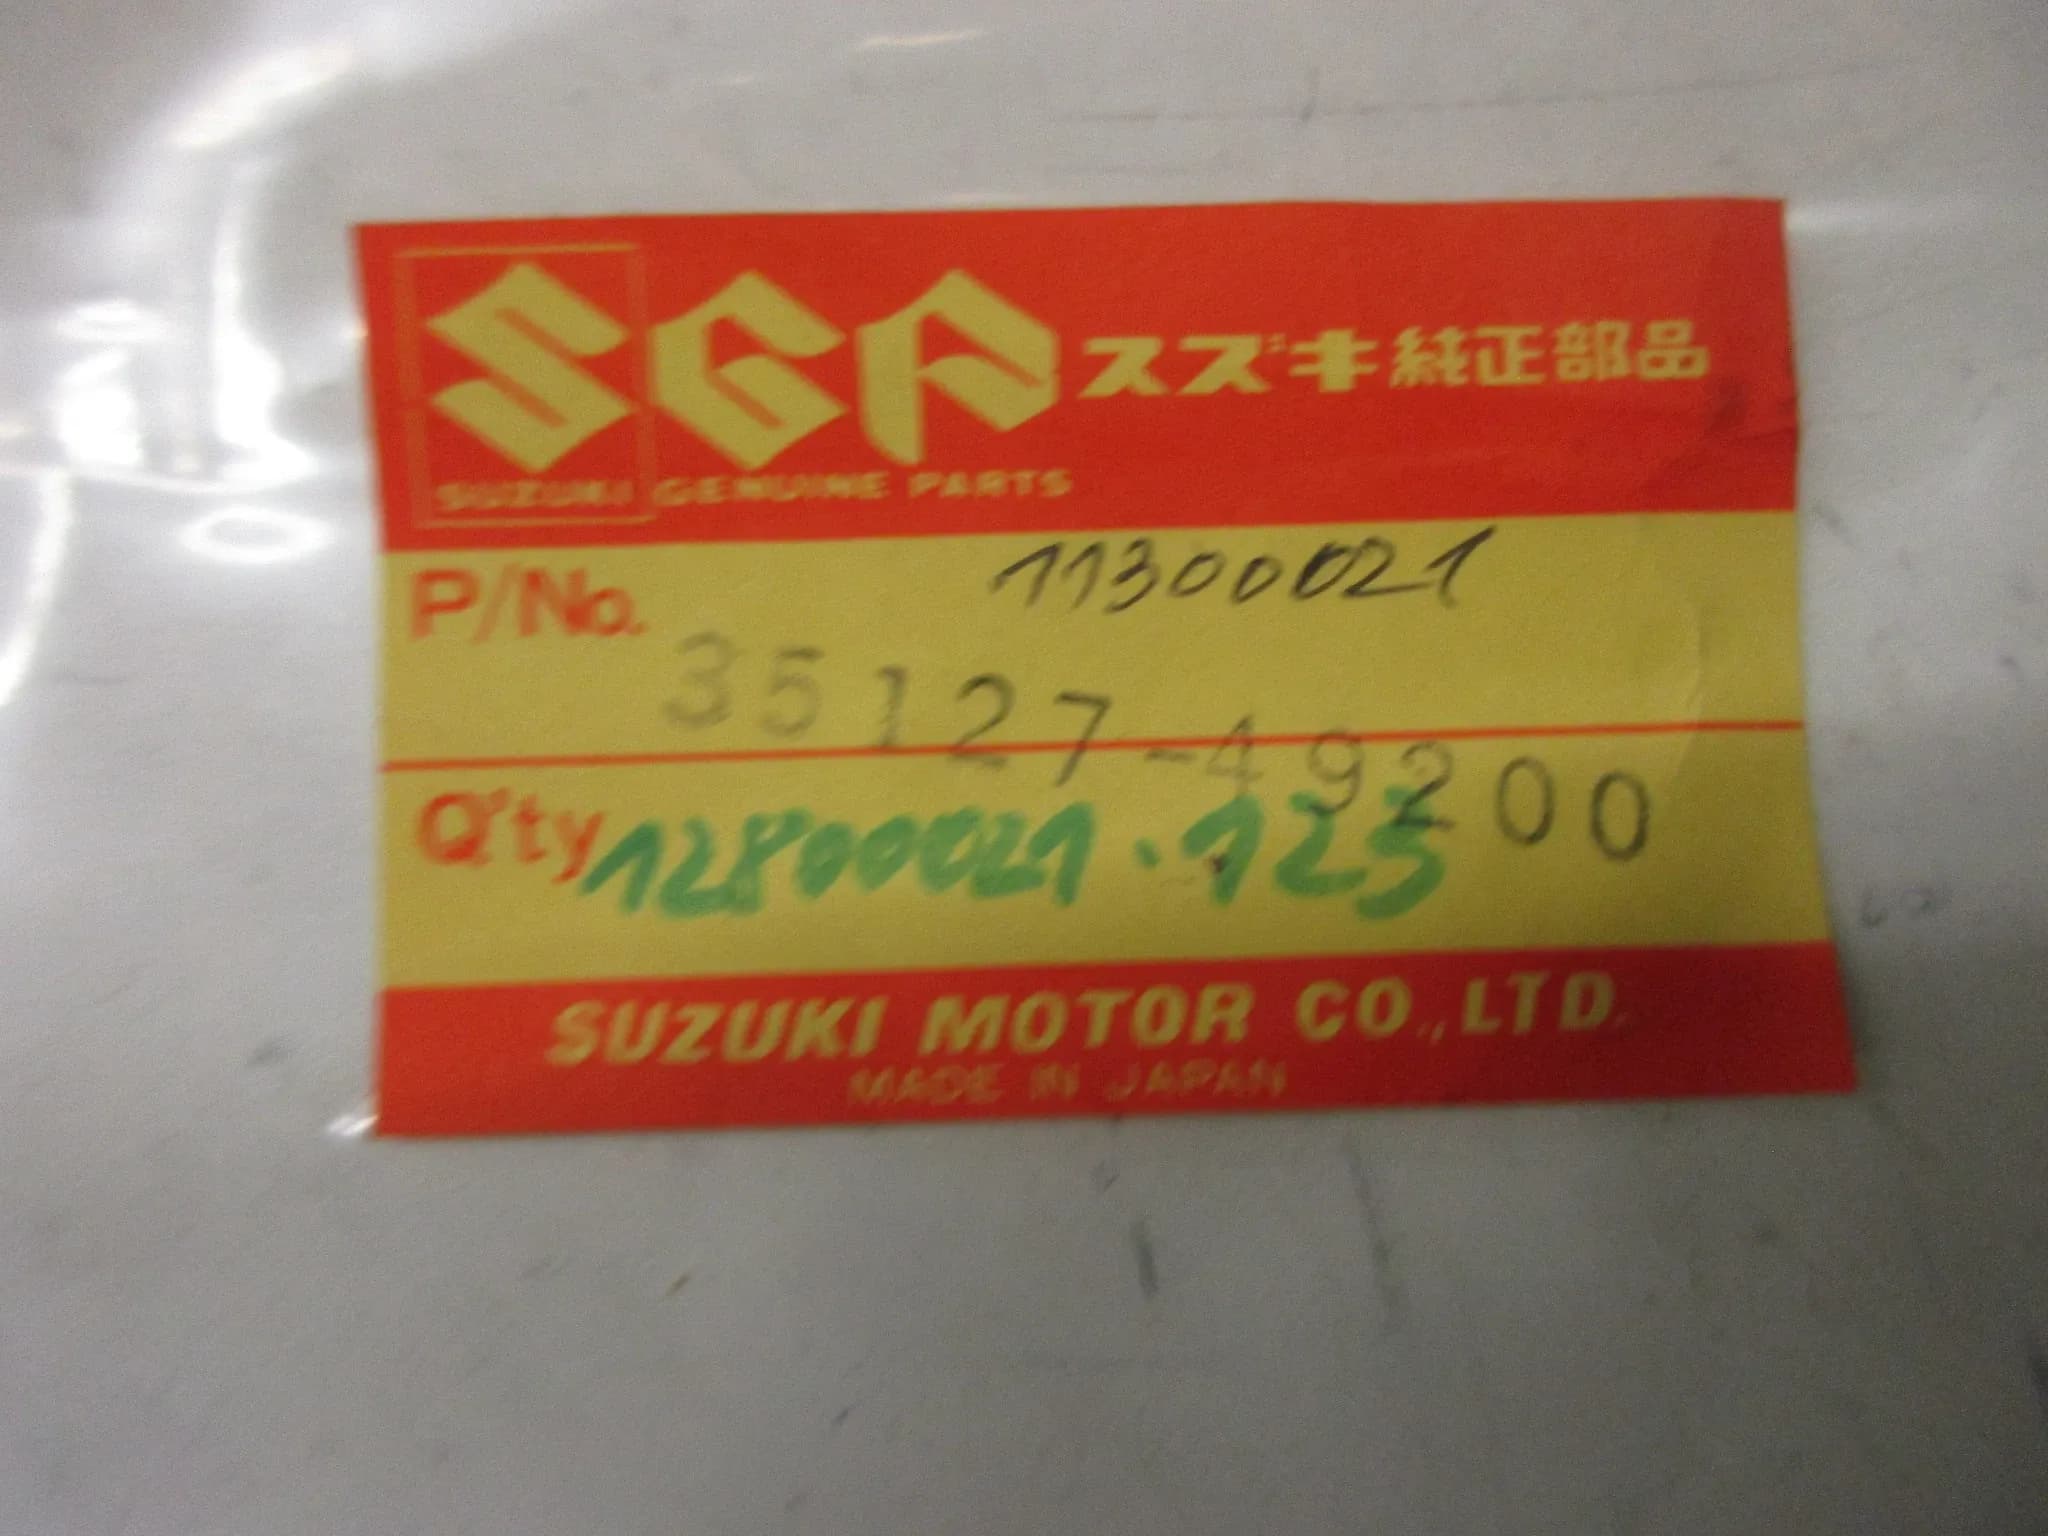 SGP スズキ純正部品
SUZUKI GENUINE PARTS
P/No. 11300021
35127-49200
Q'ty 12800021.123
SUZUKI MOTOR CO., LTD.
MADE IN JAPAN